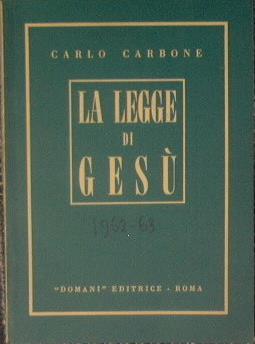 CARLO CARBONE
LA LEGGE
DI
GESÙ
1962-63
"DOMANI" EDITRICE - ROMA